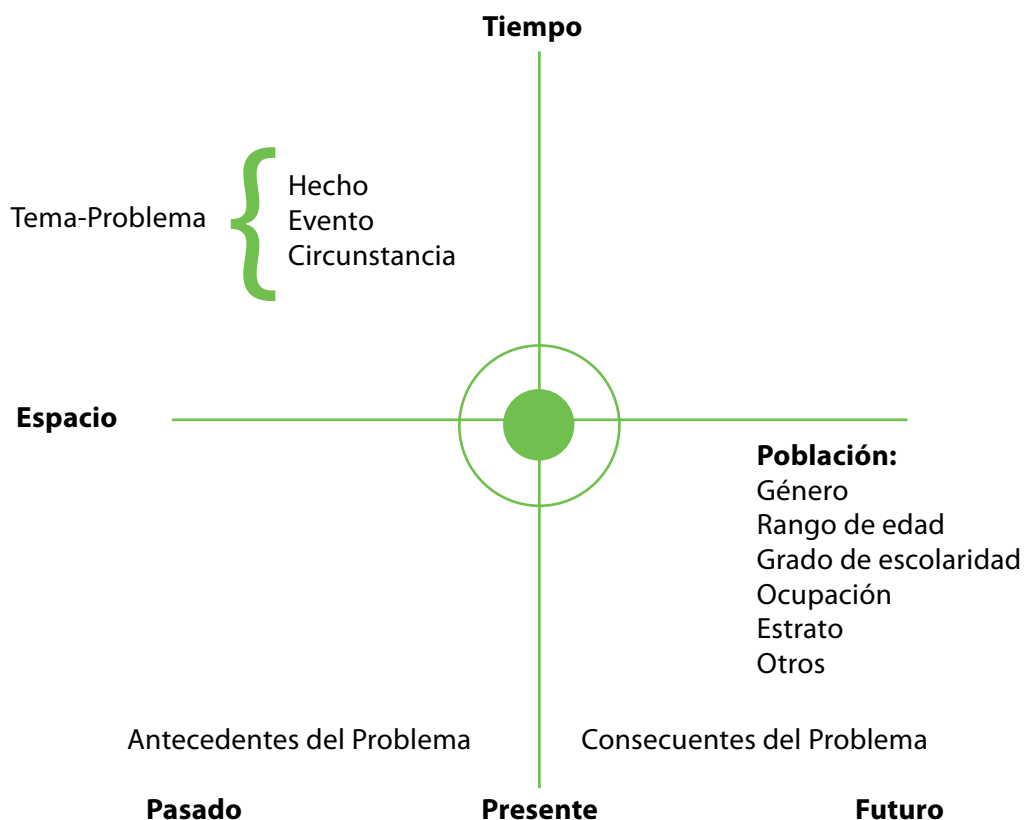 Tiempo
Tema-Problema
Hecho
Evento
Circunstancia
Espacio
Población:
Género
Rango de edad
Grado de escolaridad
Ocupación
Estrato
Otros
Antecedentes del Problema
Consecuentes del Problema
Pasado
Presente
Futuro